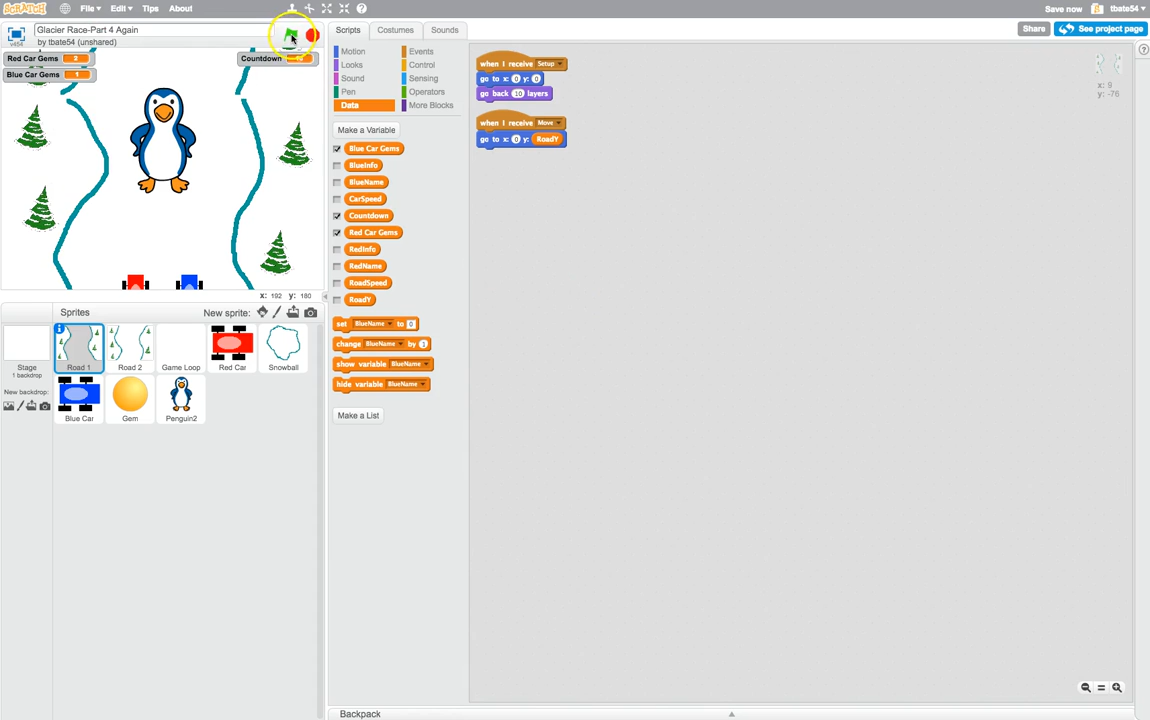 SCRATCH File Edit Tips About Save now tbate54
Glacier Race-Part 4 Again
by tbate54 (unshared)
v454
Scripts Costumes Sounds
Share See project page
Red Car Gems 2
Blue Car Gems 1
Countdown
Motion Events
Looks Control
Sound Sensing
Pen Operators
Data More Blocks
Make a Variable
Blue Car Gems
BlueInfo
BlueName
CarSpeed
Countdown
Red Car Gems
RedInfo
RedName
RoadSpeed
RoadY
set BlueName to 0
change BlueName by 1
show variable BlueName
hide variable BlueName
Make a List
when I receive Setup
go to x: 0 y: 0
go back 10 layers
when I receive Move
go to x: 0 y: RoadY
x: 9
y: -76
x: 192 y: 180
Sprites New sprite:
Stage
1 backdrop
New backdrop:
Road 1 Road 2 Game Loop Red Car Snowball
Blue Car Gem Penguin2
Backpack